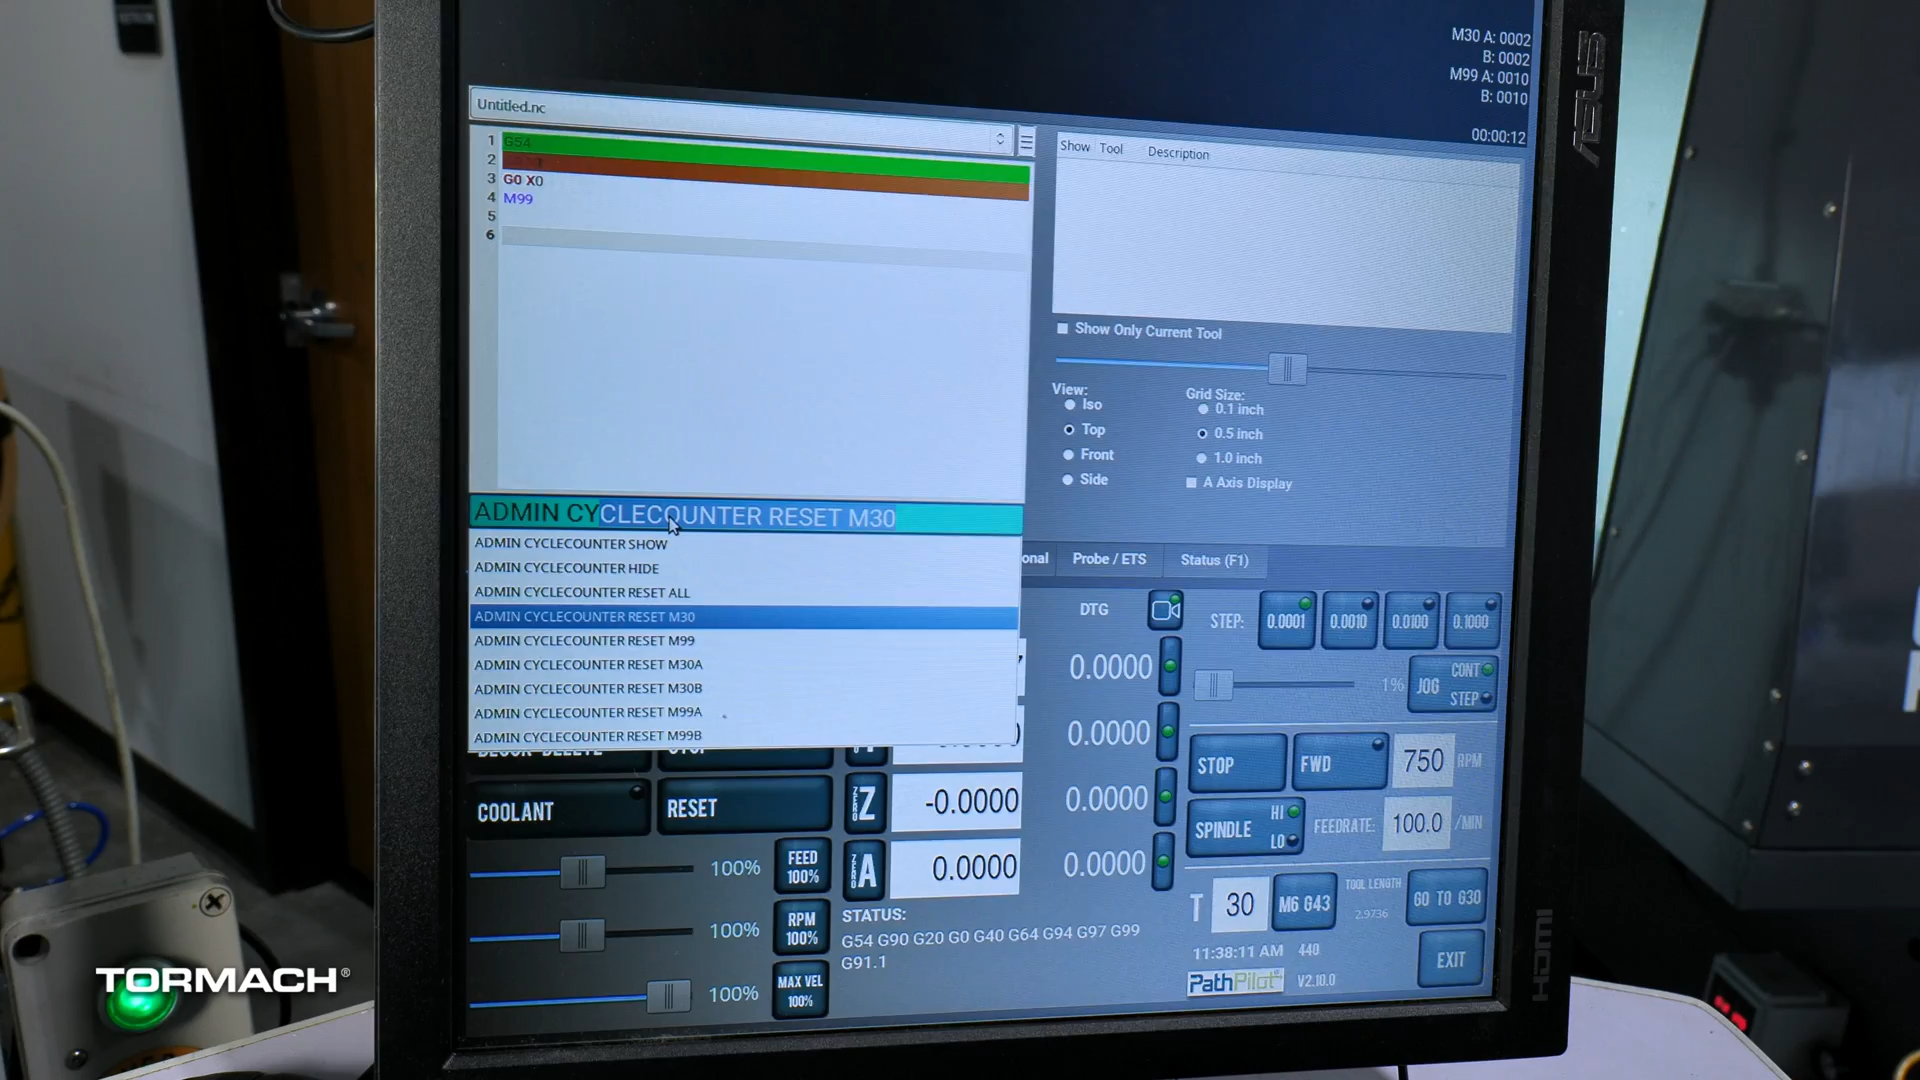 M30 A: 0002
B: 0002
M99 A: 0010
B: 0010
00:00:12
ASUS
Untitled.nc
1 G54
2
3 G0 X0
4 M99
5
6
Show Tool Description
Show Only Current Tool
View:
Iso
Top
Front
Side
Grid Size:
0.1 inch
0.5 inch
1.0 inch
A Axis Display
ADMIN CYCLECOUNTER RESET M30
ADMIN CYCLECOUNTER SHOW
ADMIN CYCLECOUNTER HIDE
ADMIN CYCLECOUNTER RESET ALL
ADMIN CYCLECOUNTER RESET M30
ADMIN CYCLECOUNTER RESET M99
ADMIN CYCLECOUNTER RESET M30A
ADMIN CYCLECOUNTER RESET M30B
ADMIN CYCLECOUNTER RESET M99A
ADMIN CYCLECOUNTER RESET M99B
Probe / ETS Status (F1)
DTG
0.0000
0.0000
ZERO Z -0.0000 0.0000
ZERO A 0.0000 0.0000
STEP: 0.0001 0.0010 0.0100 0.1000
1% JOG CONT STEP
STOP FWD 750 RPM
SPINDLE HI LO FEEDRATE: 100.0 /MIN
T 30 M6 G43 TOOL LENGTH 2.9736 GO TO G30
11:38:11 AM 440
PathPilot V2.10.0
EXIT
COOLANT RESET
100% FEED 100%
100% RPM 100%
100% MAX VEL 100%
STATUS:
G54 G90 G20 G0 G40 G64 G94 G97 G99
G91.1
HDMI
TORMACH®